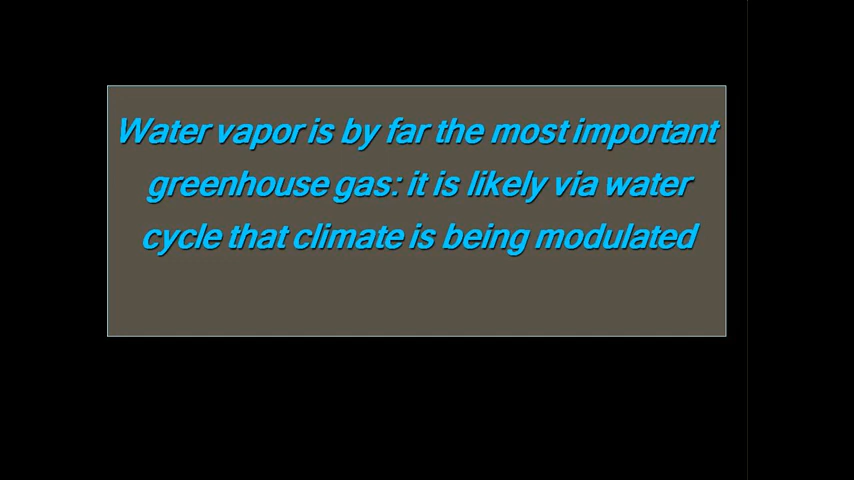 Water vapor is by far the most important
greenhouse gas: it is likely via water
cycle that climate is being modulated